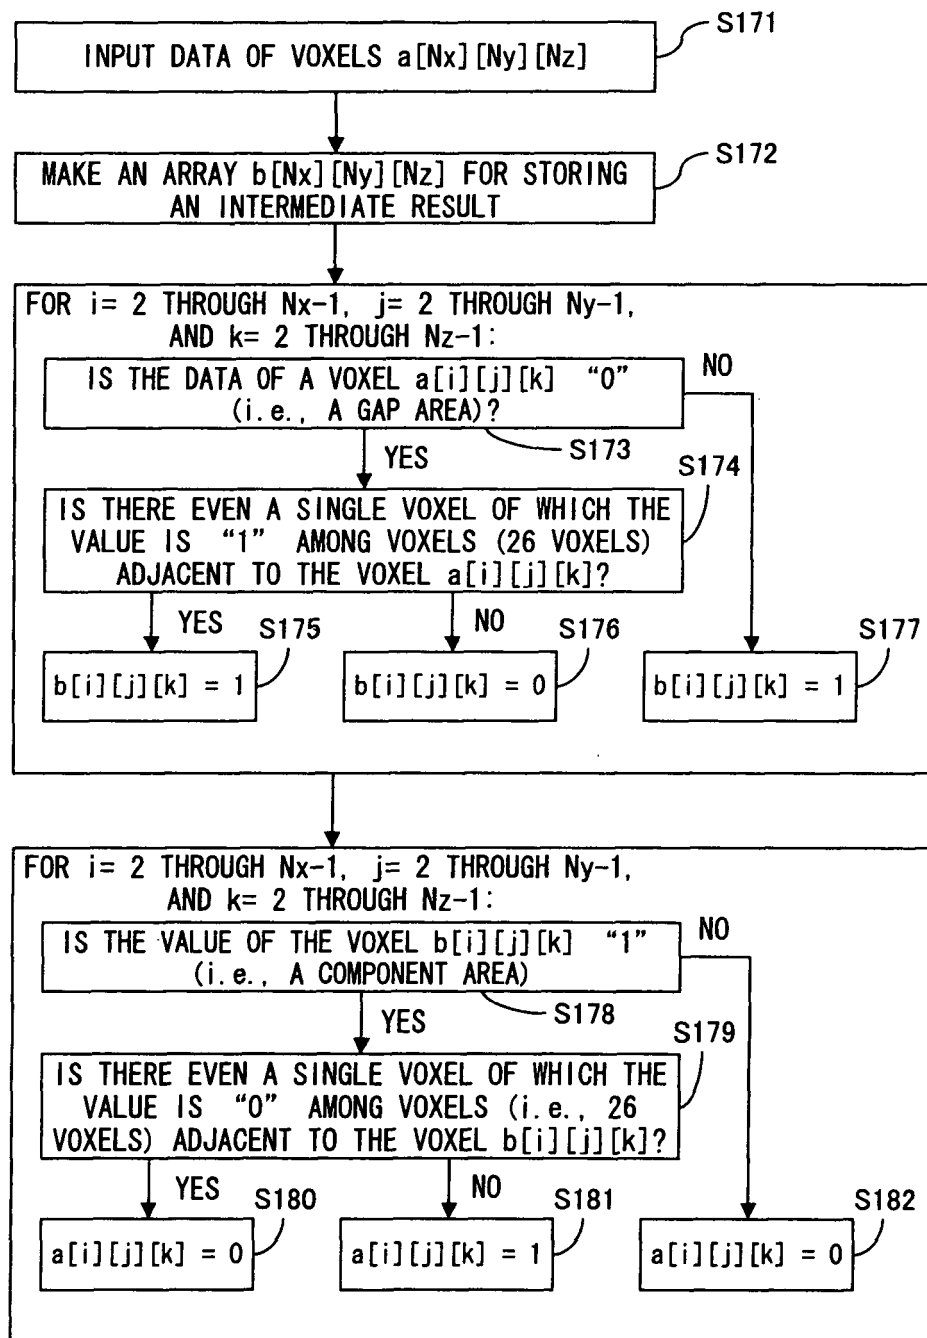 S171
INPUT DATA OF VOXELS a[Nx][Ny][Nz]
S172
MAKE AN ARRAY b[Nx][Ny][Nz] FOR STORING
AN INTERMEDIATE RESULT
FOR i= 2 THROUGH Nx-1, j= 2 THROUGH Ny-1,
AND k= 2 THROUGH Nz-1:
IS THE DATA OF A VOXEL a[i][j][k] “0”
(i.e., A GAP AREA)?
NO
S173
YES
S174
IS THERE EVEN A SINGLE VOXEL OF WHICH THE
VALUE IS “1” AMONG VOXELS (26 VOXELS)
ADJACENT TO THE VOXEL a[i][j][k]?
YES
S175
NO
S176
S177
b[i][j][k] = 1
b[i][j][k] = 0
b[i][j][k] = 1
FOR i= 2 THROUGH Nx-1, j= 2 THROUGH Ny-1,
AND k= 2 THROUGH Nz-1:
IS THE VALUE OF THE VOXEL b[i][j][k] “1”
(i.e., A COMPONENT AREA)
NO
S178
YES
S179
IS THERE EVEN A SINGLE VOXEL OF WHICH THE
VALUE IS “0” AMONG VOXELS (i.e., 26
VOXELS) ADJACENT TO THE VOXEL b[i][j][k]?
YES
S180
NO
S181
S182
a[i][j][k] = 0
a[i][j][k] = 1
a[i][j][k] = 0